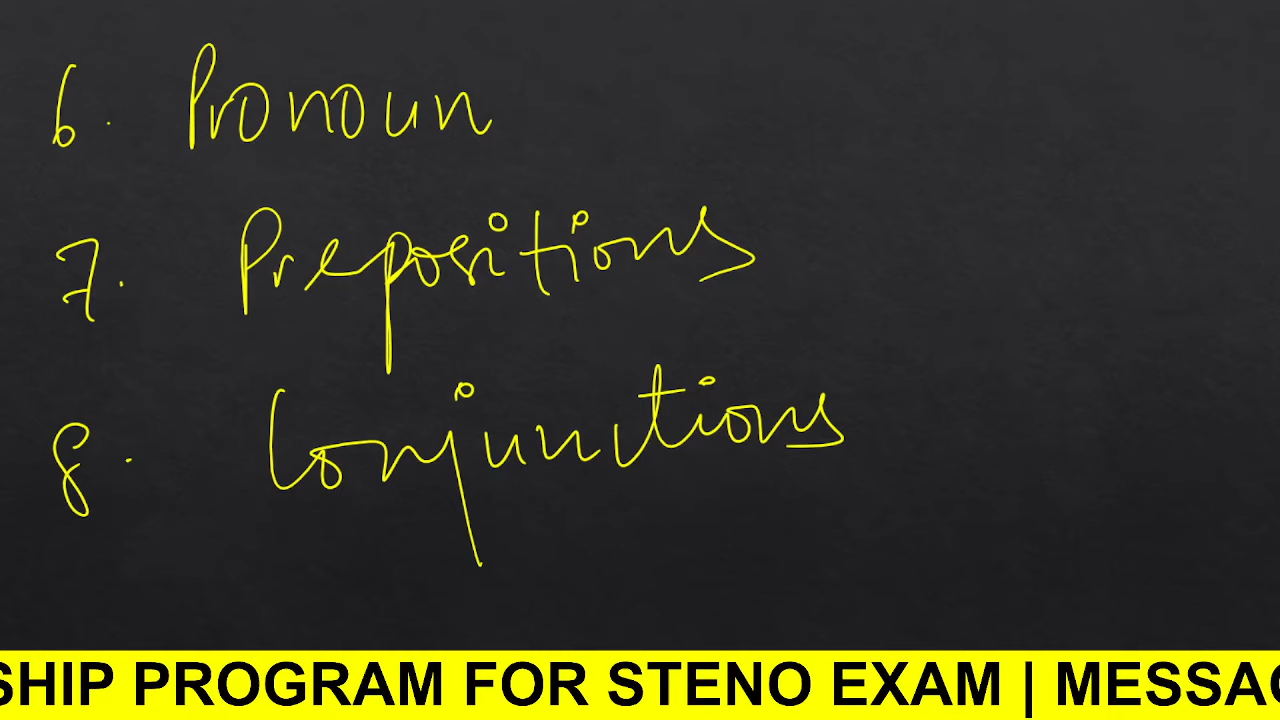 6. Pronoun
7. Prepositions
8. Conjunctions
SHIP PROGRAM FOR STENO EXAM | MESSAG